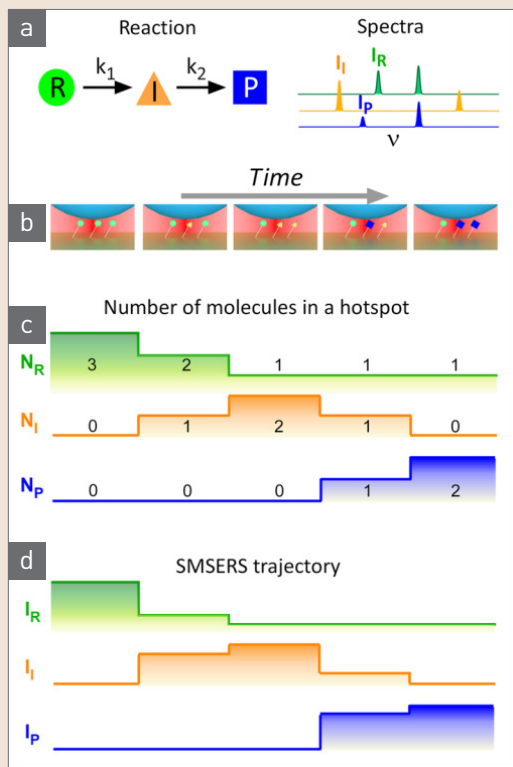 a
Reaction
Spectra
R k1 I k2 P
II IR
IP
ν
Time
b
Number of molecules in a hotspot
c
NR 3 2 1 1 1
NI 0 1 2 1 0
NP 0 0 0 1 2
d
SMSERS trajectory
IR
II
IP